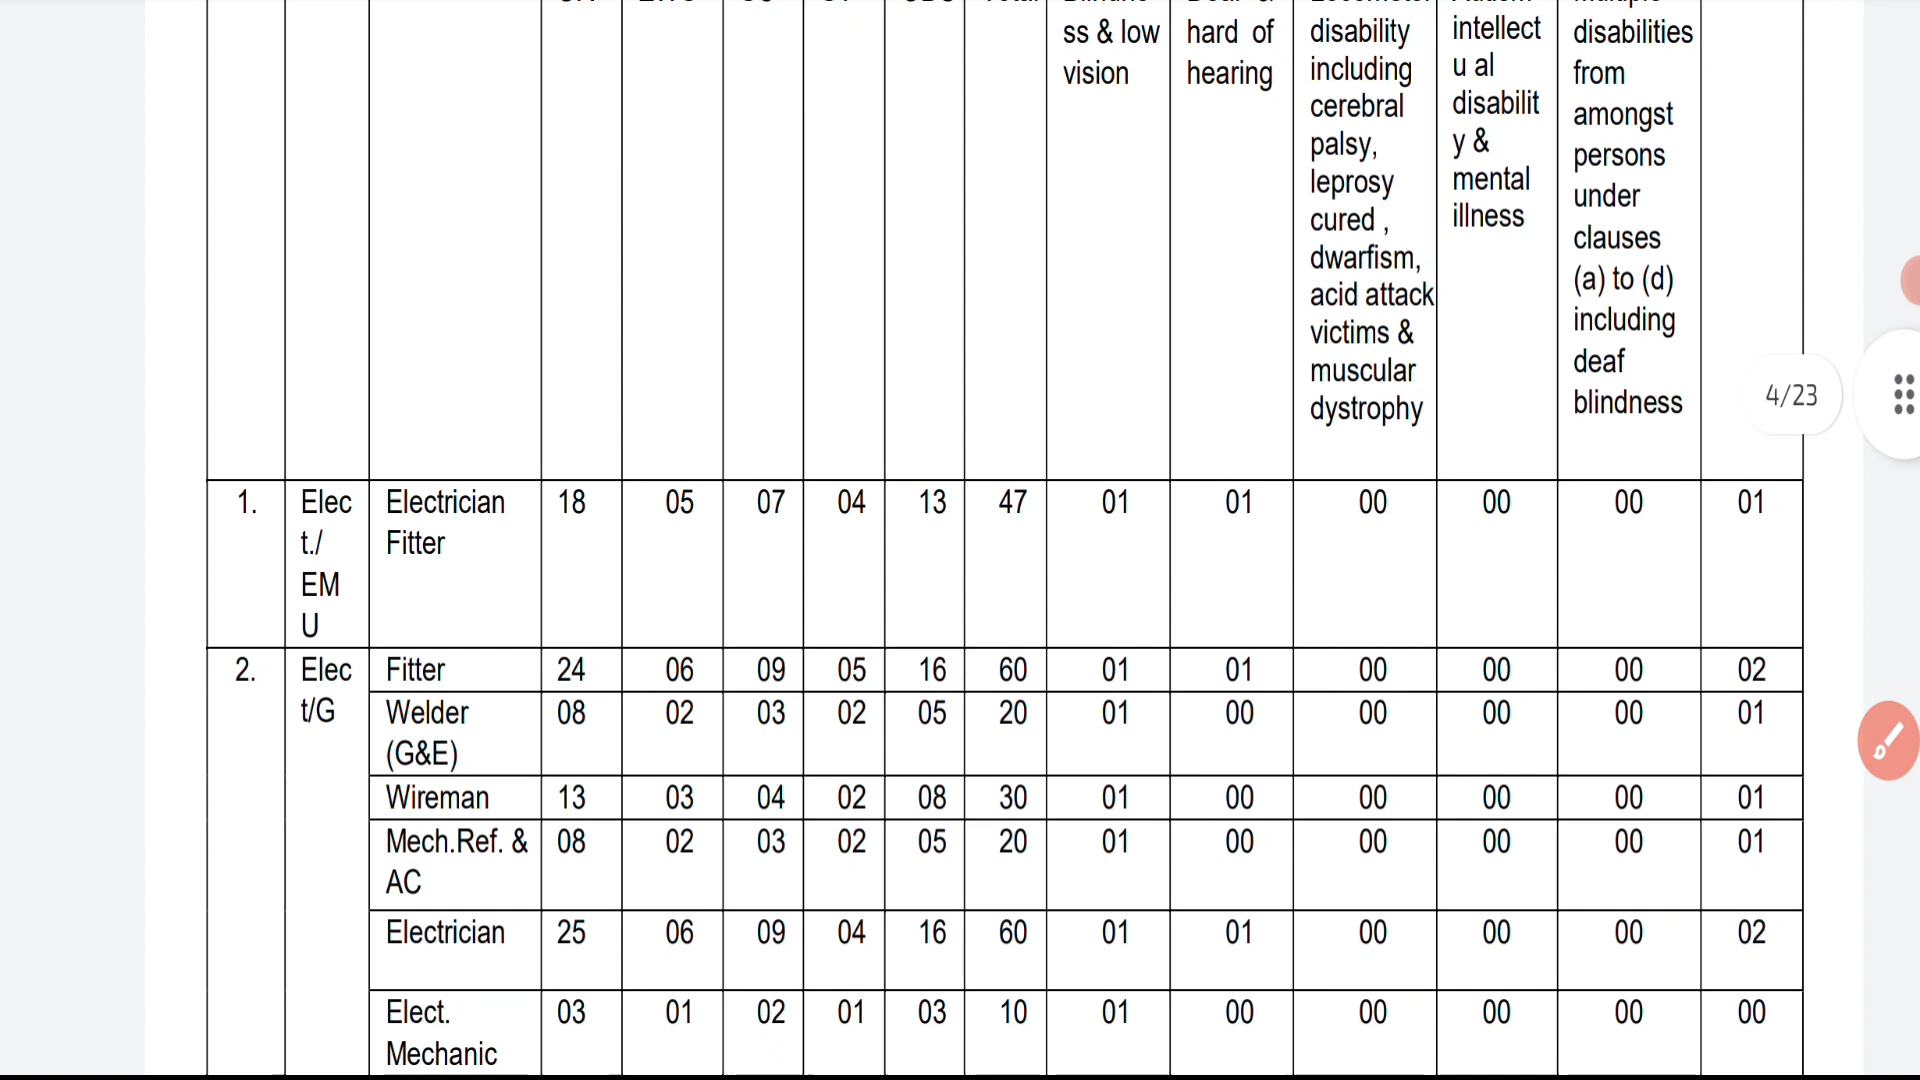 ss & low
vision
hard of
hearing
disability
including
cerebral
palsy,
leprosy
cured ,
dwarfism,
acid attack
victims &
muscular
dystrophy
intellect
u al
disabilit
y &
mental
illness
disabilities
from
amongst
persons
under
clauses
(a) to (d)
including
deaf
blindness
4/23
1. Elec Electrician 18 05 07 04 13 47 01 01 00 00 00 01
t./ Fitter
EM
U
2. Elec Fitter 24 06 09 05 16 60 01 01 00 00 00 02
t/G Welder 08 02 03 02 05 20 01 00 00 00 00 01
(G&E)
Wireman 13 03 04 02 08 30 01 00 00 00 00 01
Mech.Ref. & 08 02 03 02 05 20 01 00 00 00 00 01
AC
Electrician 25 06 09 04 16 60 01 01 00 00 00 02
Elect. 03 01 02 01 03 10 01 00 00 00 00 00
Mechanic